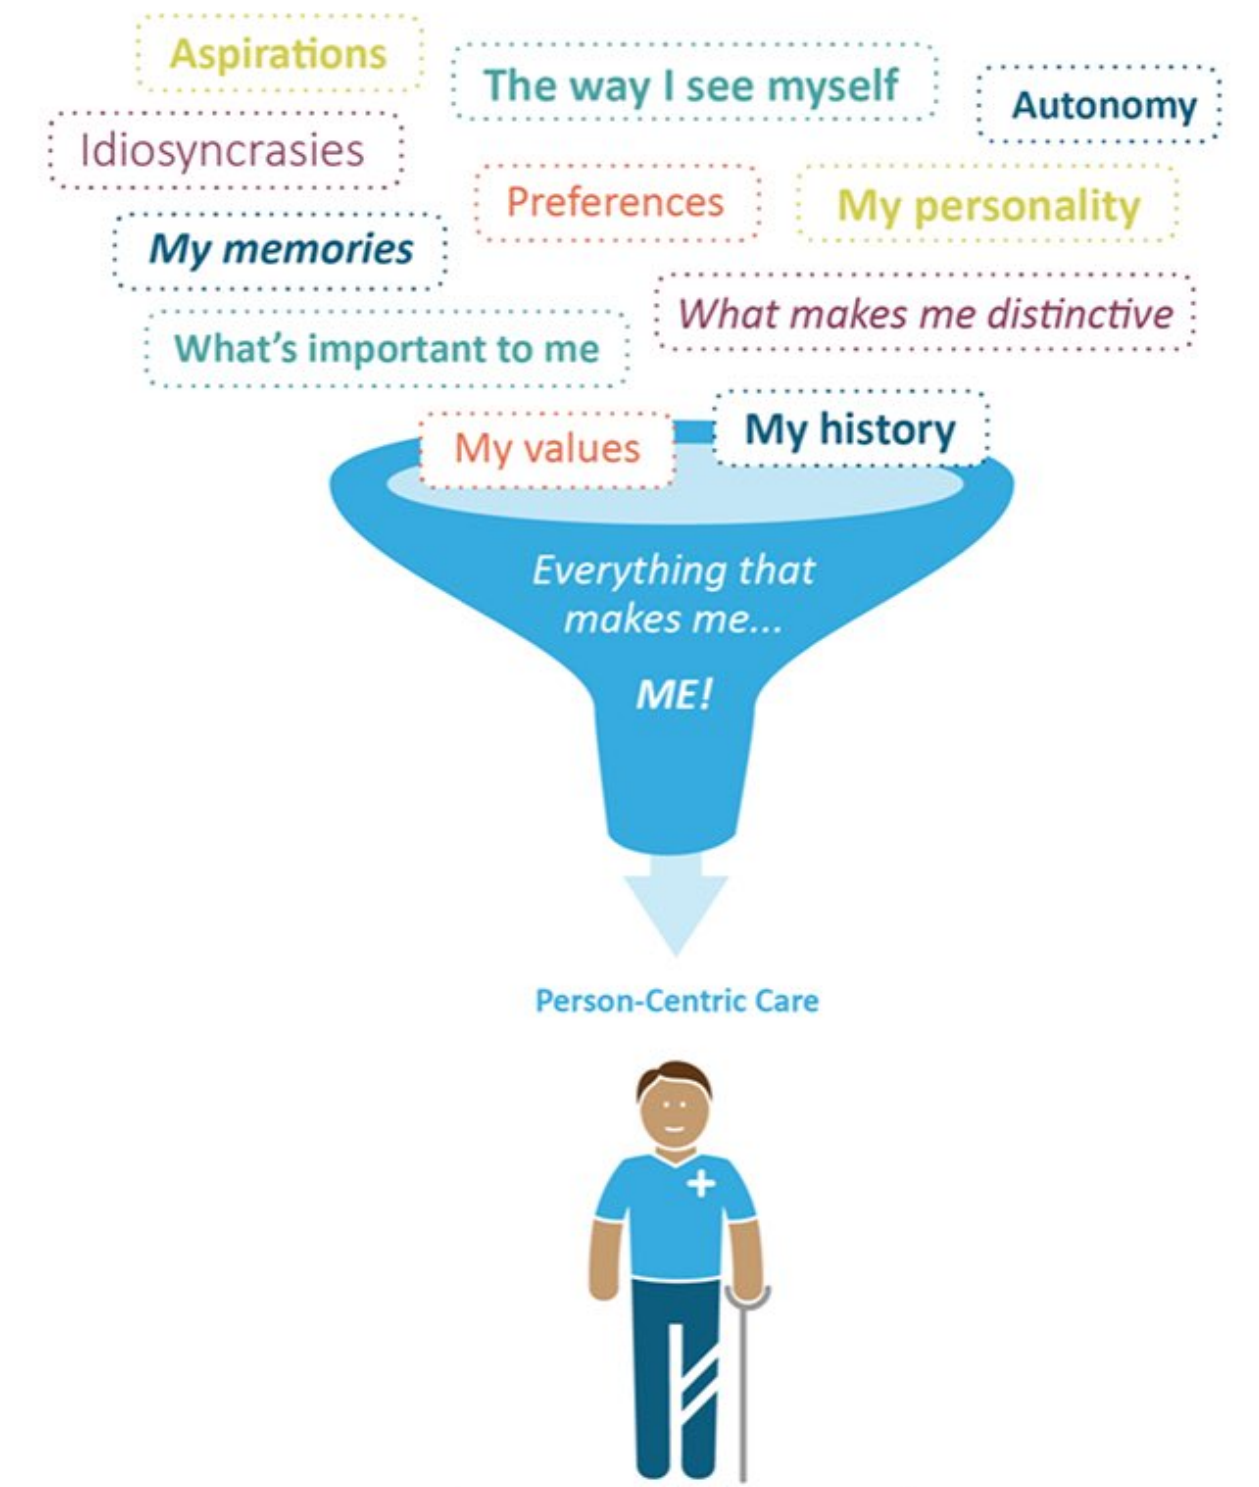 Aspirations
The way I see myself
Autonomy
Idiosyncrasies
Preferences
My personality
My memories
What makes me distinctive
What's important to me
My history
My values
Everything that
makes me...
ME!
Person-Centric Care